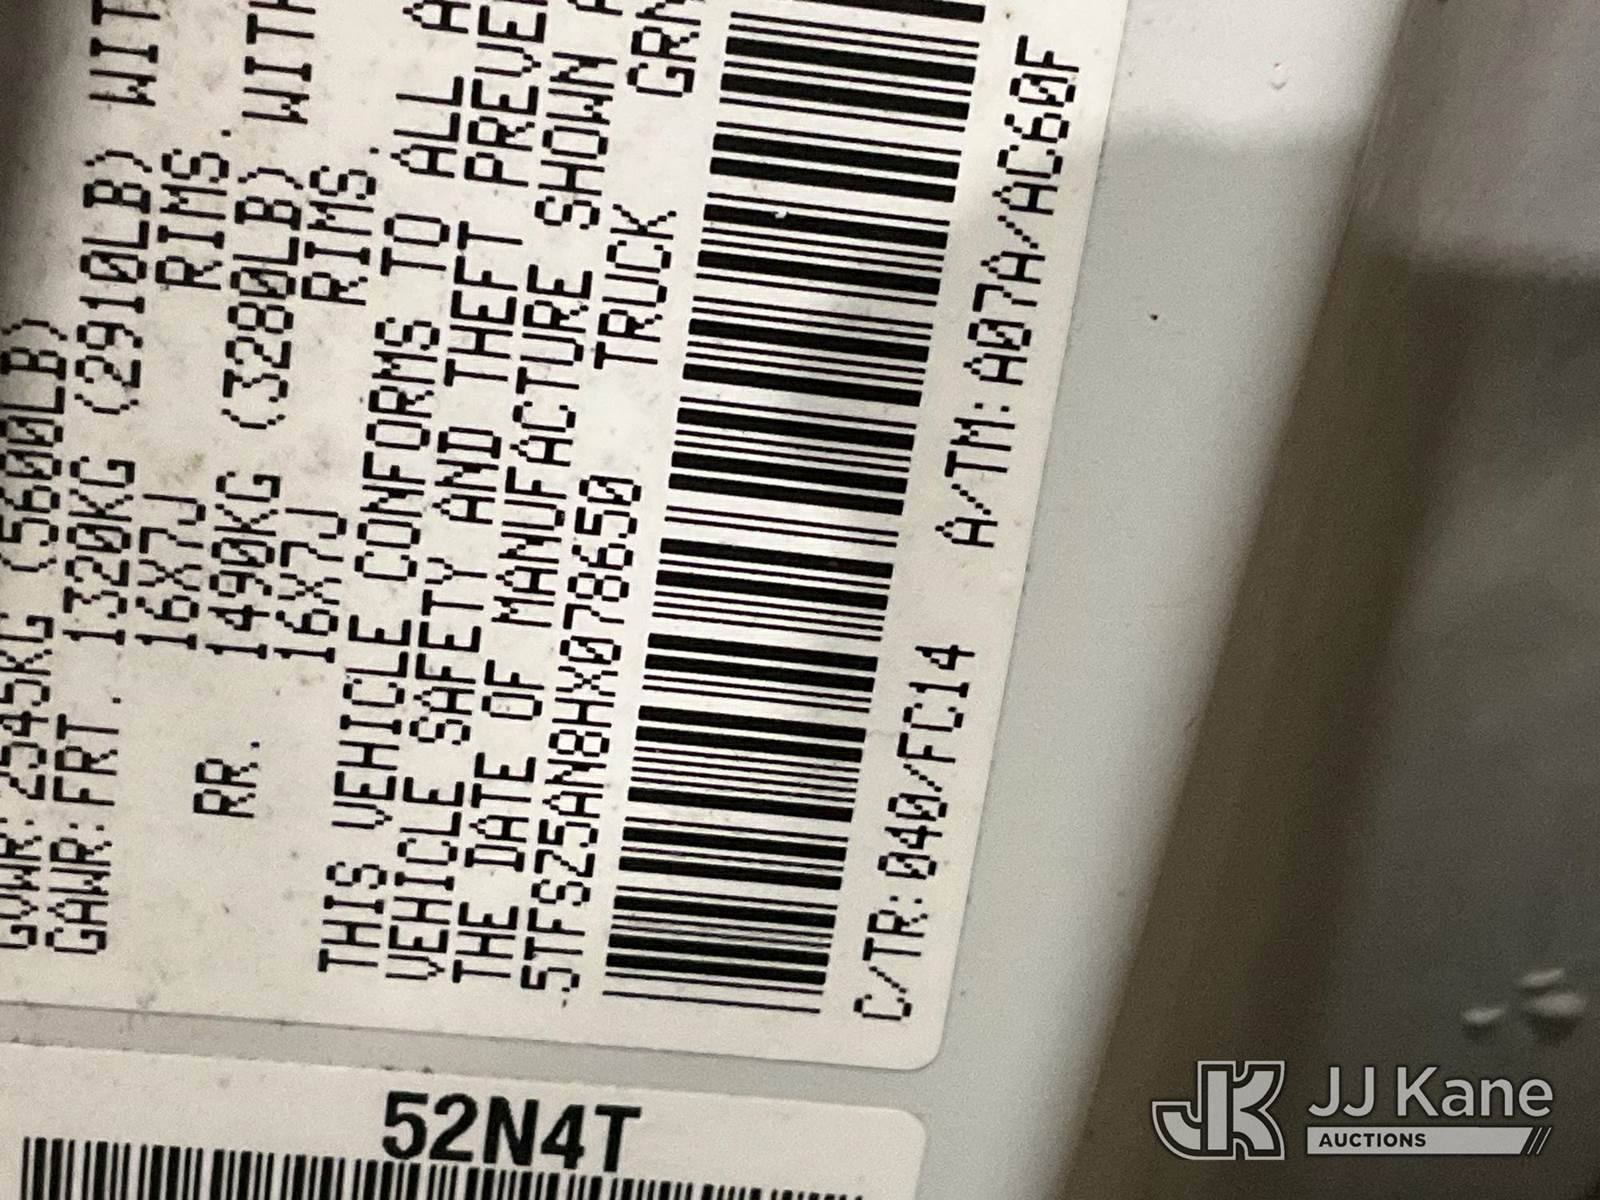 GVWR: 2545KG (5600LB)
GAWR: FRT. 1320KG (2910LB) WIT
16X7J RIMS.
RR. 1490KG (3280LB) WITH
16X7J RIMS.
THIS VEHICLE CONFORMS TO ALL A
VEHICLE SAFETY AND THEFT PREVE
THE DATE OF MANUFACTURE SHOWN A
5TFSZ5AN8HX078650 TRUCK GRN
C/TR: 040/FC14 A/TM: A07A/AC60F
52N4T
JJ Kane
AUCTIONS